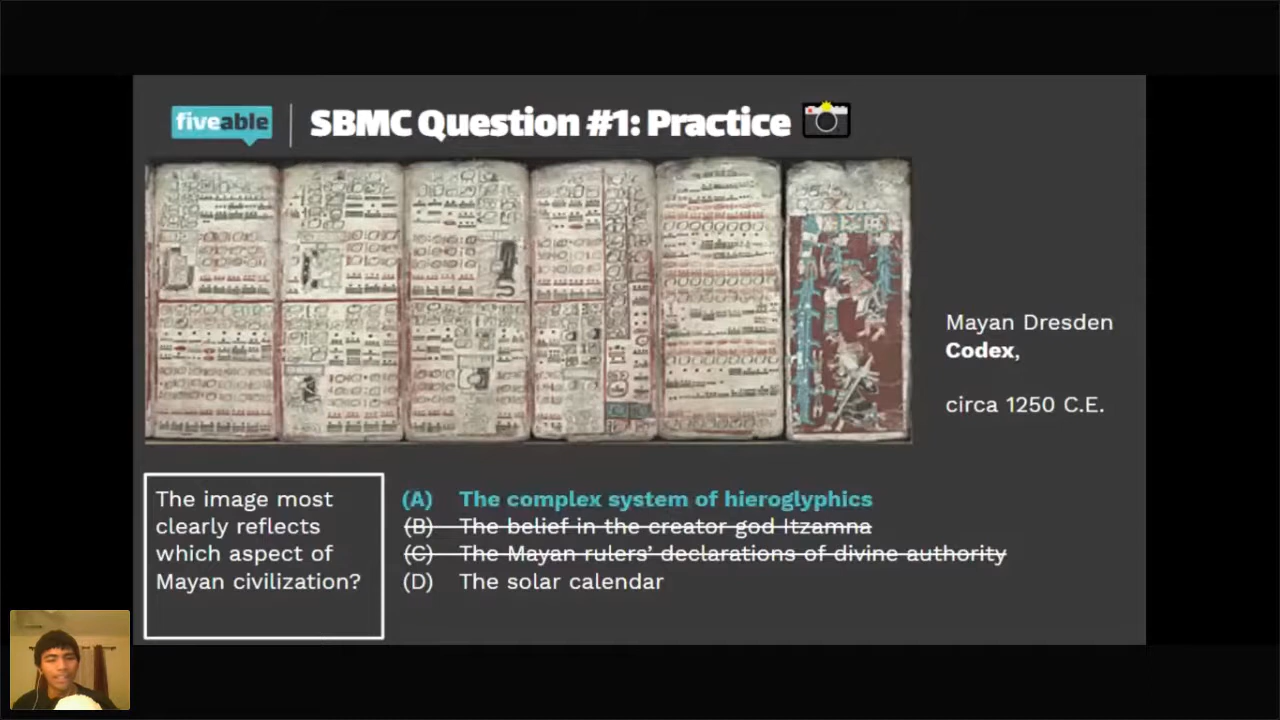 fiveable
SBMC Question #1: Practice
Mayan Dresden
Codex,
circa 1250 C.E.
The image most
clearly reflects
which aspect of
Mayan civilization?
(A) The complex system of hieroglyphics
(B) The belief in the creator god Itzamna
(C) The Mayan rulers’ declarations of divine authority
(D) The solar calendar